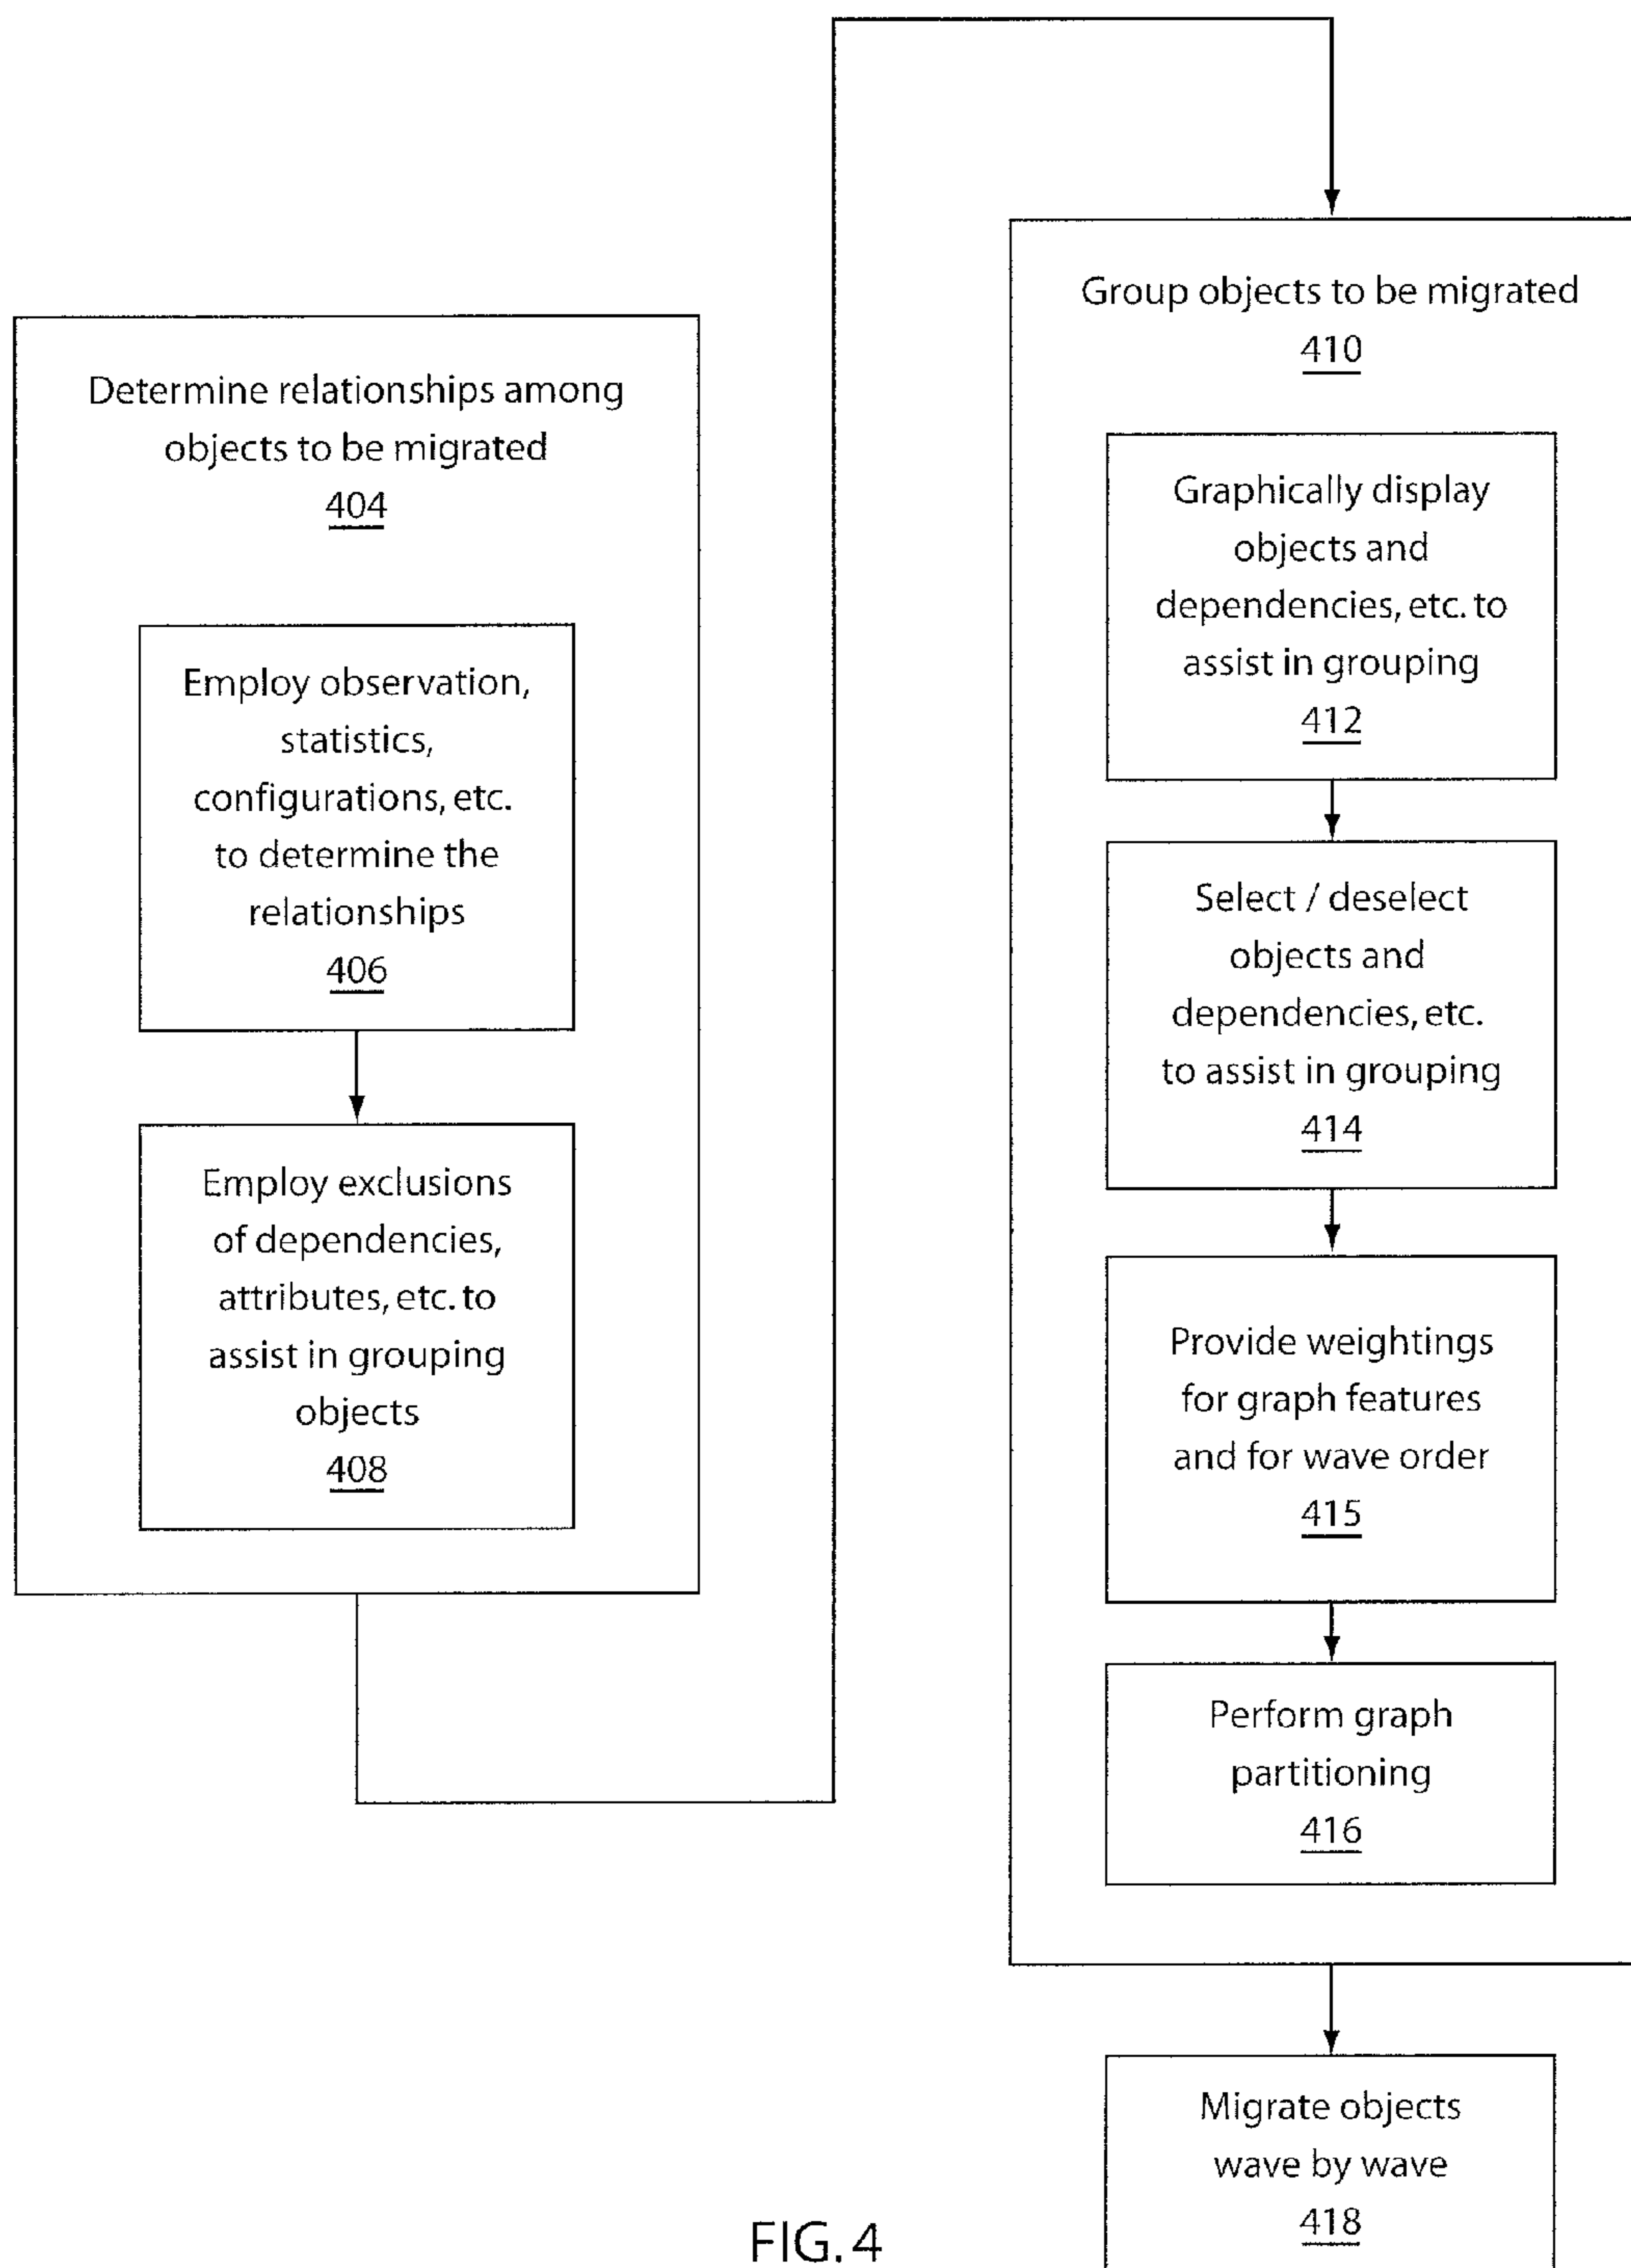 Determine relationships among
objects to be migrated
404
Employ observation,
statistics,
configurations, etc.
to determine the
relationships
406
Employ exclusions
of dependencies,
attributes, etc. to
assist in grouping
objects
408
Group objects to be migrated
410
Graphically display
objects and
dependencies, etc. to
assist in grouping
412
Select / deselect
objects and
dependencies, etc.
to assist in grouping
414
Provide weightings
for graph features
and for wave order
415
Perform graph
partitioning
416
Migrate objects
wave by wave
418
FIG. 4